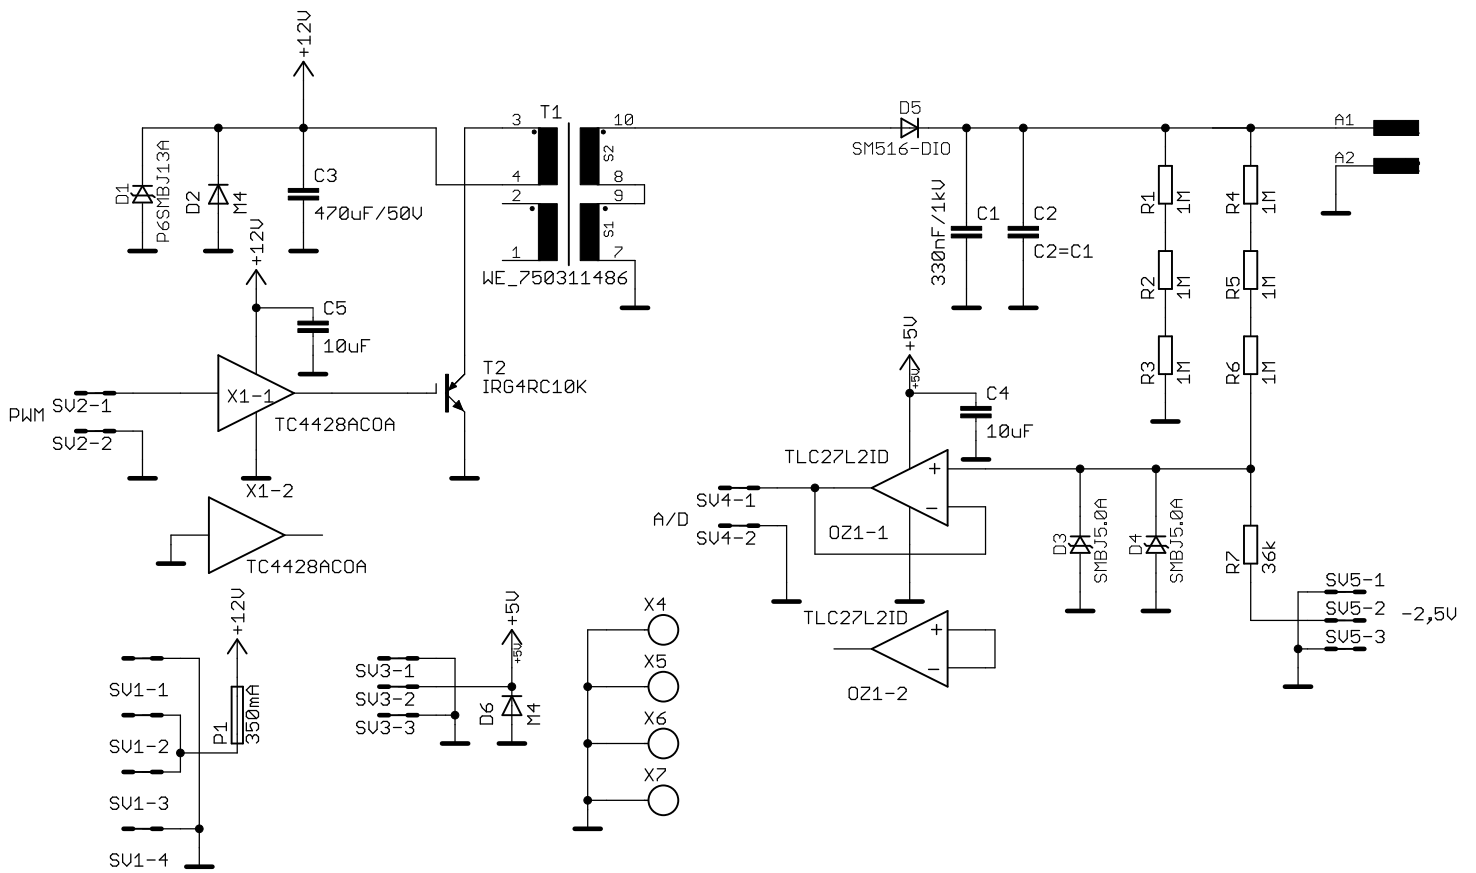 +12V
D1
P6SMBJ13A
D2
M4
C3
470uF/50V
T1
3
4
2
1
10
8
9
7
S2
S1
WE_750311486
D5
SM516-DIO
330nF/1kV
C1
C2
C2=C1
R1
1M
R2
1M
R3
1M
R4
1M
R5
1M
R6
1M
A1
A2
+12V
C5
10uF
X1-1
TC4428ACOA
PWM
SV2-1
SV2-2
T2
IRG4RC10K
X1-2
TC4428ACOA
+5V
+5V
C4
10uF
TLC27L2ID
+
−
OZ1-1
A/D
SV4-1
SV4-2
D3
SMBJ5.0A
D4
SMBJ5.0A
R7
36k
SV5-1
SV5-2
SV5-3
-2,5V
TLC27L2ID
+
−
OZ1-2
+12V
P1
350mA
SV1-1
SV1-2
SV1-3
SV1-4
SV3-1
SV3-2
SV3-3
+5V
+5V
D6
M4
X4
X5
X6
X7